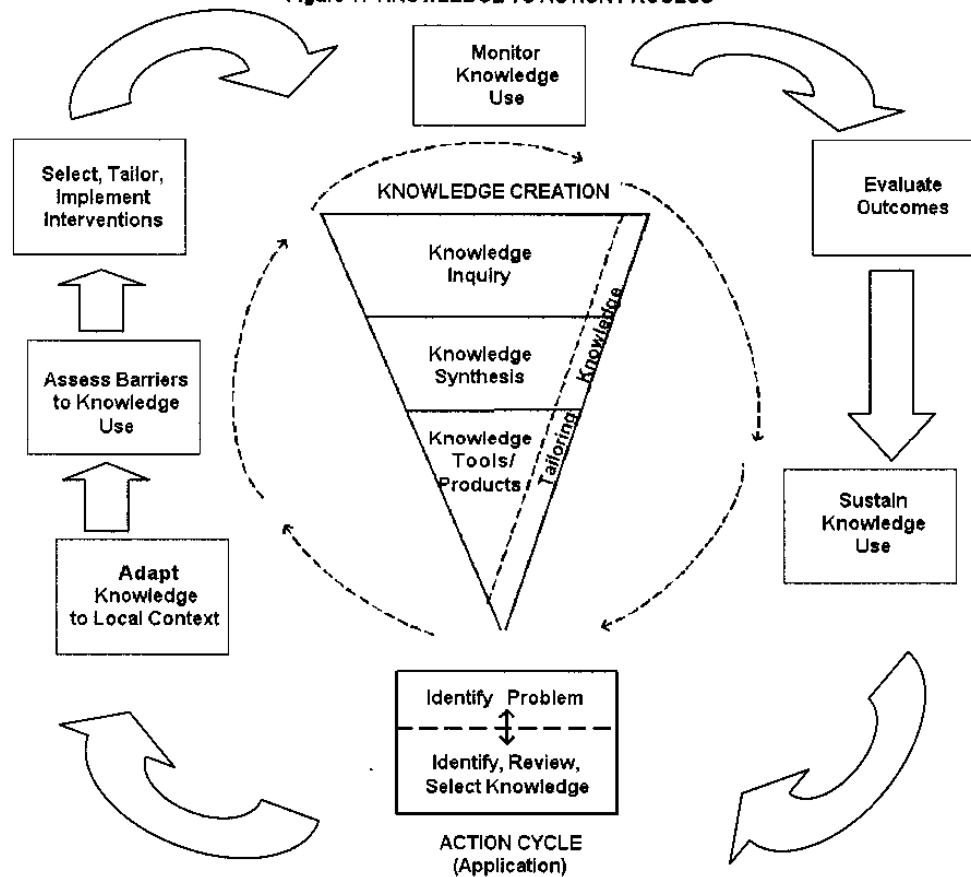 Monitor
Knowledge
Use
Select, Tailor,
Implement
Interventions
KNOWLEDGE CREATION
Evaluate
Outcomes
Knowledge
Inquiry
Knowledge
Synthesis
Knowledge
Tools/
Products
Tailoring Knowledge
Assess Barriers
to Knowledge
Use
Sustain
Knowledge
Use
Adapt
Knowledge
to Local Context
Identify Problem
Identify, Review,
Select Knowledge
ACTION CYCLE
(Application)